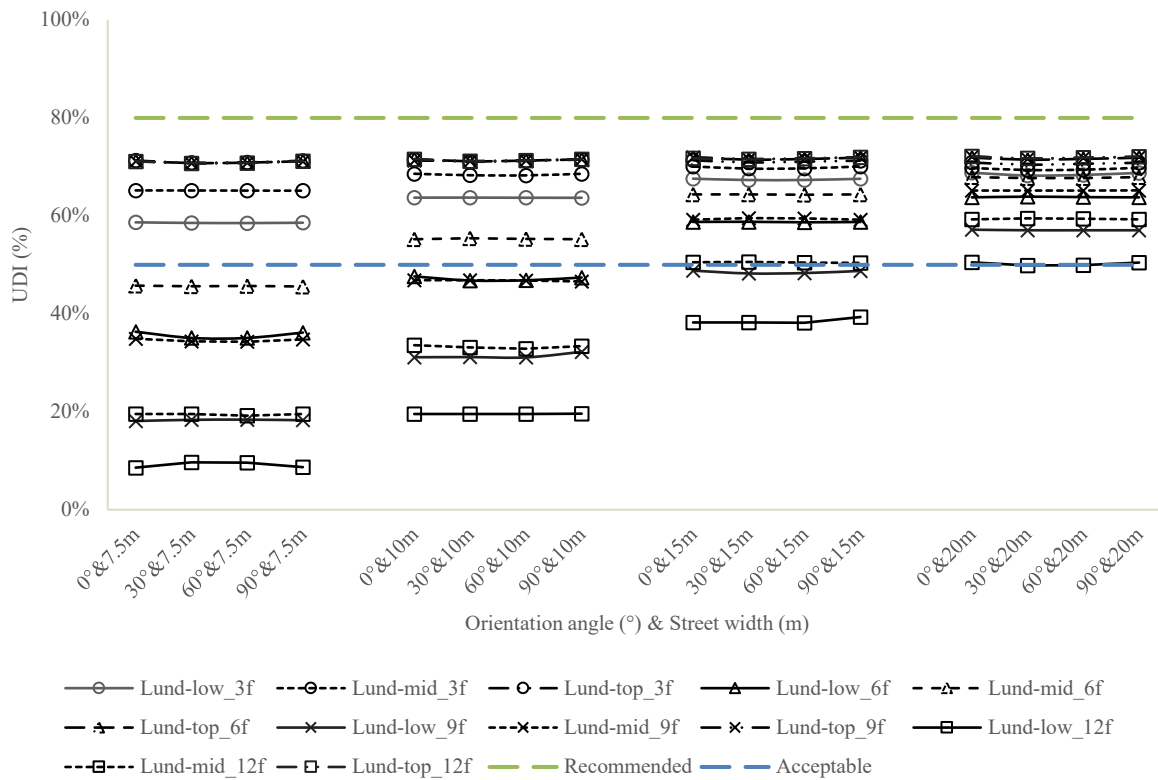 100%
80%
60%
40%
20%
0%
UDI (%)
0°&7.5m
30°&7.5m
60°&7.5m
90°&7.5m
0°&10m
30°&10m
60°&10m
90°&10m
0°&15m
30°&15m
60°&15m
90°&15m
0°&20m
30°&20m
60°&20m
90°&20m
Orientation angle (°) & Street width (m)
Lund-low_3f Lund-mid_3f Lund-top_3f Lund-low_6f Lund-mid_6f
Lund-top_6f Lund-low_9f Lund-mid_9f Lund-top_9f Lund-low_12f
Lund-mid_12f Lund-top_12f Recommended Acceptable